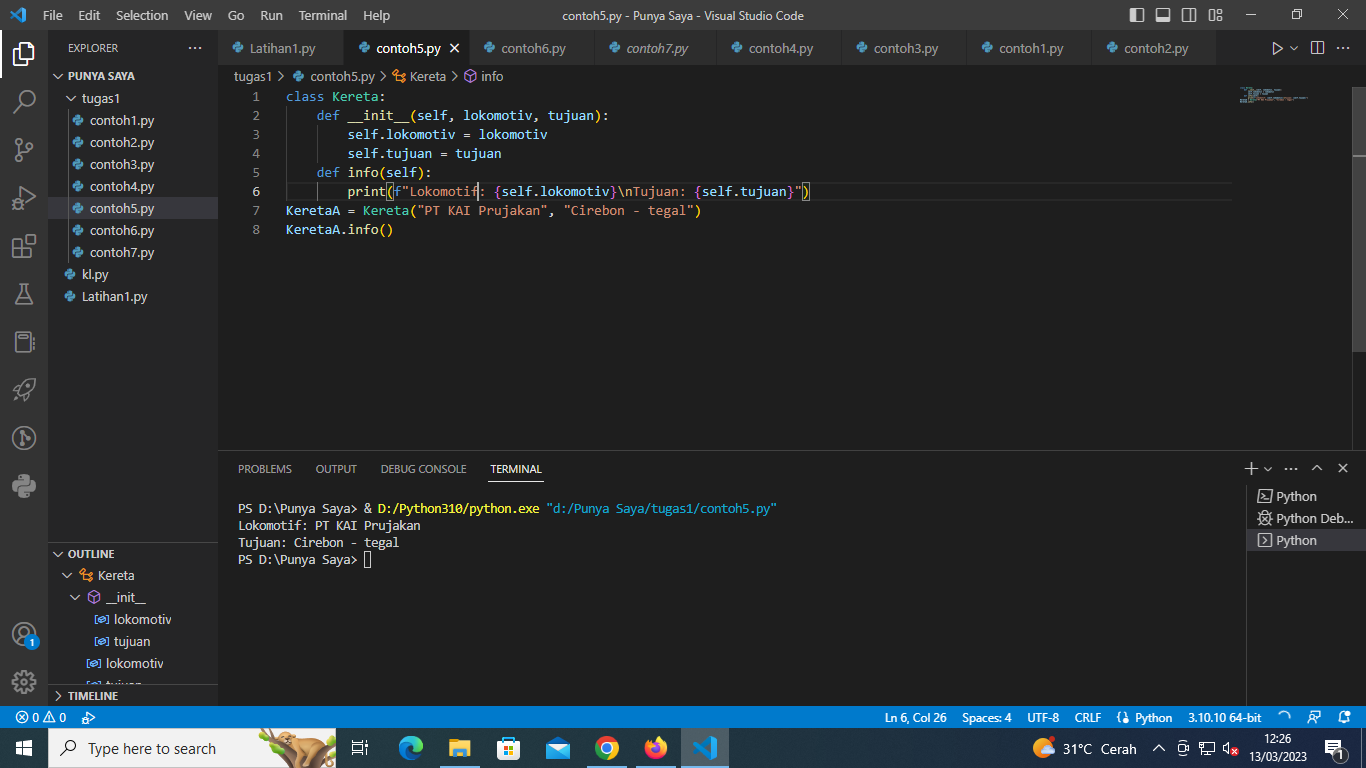 File Edit Selection View Go Run Terminal Help
contoh5.py - Punya Saya - Visual Studio Code
EXPLORER
PUNYA SAYA
tugas1
contoh1.py
contoh2.py
contoh3.py
contoh4.py
contoh5.py
contoh6.py
contoh7.py
kl.py
Latihan1.py
OUTLINE
Kereta
__init__
lokomotiv
tujuan
lokomotiv
tujuan
TIMELINE
Latihan1.py contoh5.py contoh6.py contoh7.py contoh4.py contoh3.py contoh1.py contoh2.py
tugas1 > contoh5.py > Kereta > info
1 class Kereta:
2 def __init__(self, lokomotiv, tujuan):
3 self.lokomotiv = lokomotiv
4 self.tujuan = tujuan
5 def info(self):
6 print(f"Lokomotif: {self.lokomotiv}\nTujuan: {self.tujuan}")
7 KeretaA = Kereta("PT KAI Prujakan", "Cirebon - tegal")
8 KeretaA.info()
PROBLEMS OUTPUT DEBUG CONSOLE TERMINAL
PS D:\Punya Saya> & D:/Python310/python.exe "d:/Punya Saya/tugas1/contoh5.py"
Lokomotif: PT KAI Prujakan
Tujuan: Cirebon - tegal
PS D:\Punya Saya>
Python
Python Deb...
Python
1
0 0
Ln 6, Col 26 Spaces: 4 UTF-8 CRLF Python 3.10.10 64-bit
Type here to search
31°C Cerah
12:26
13/03/2023
1